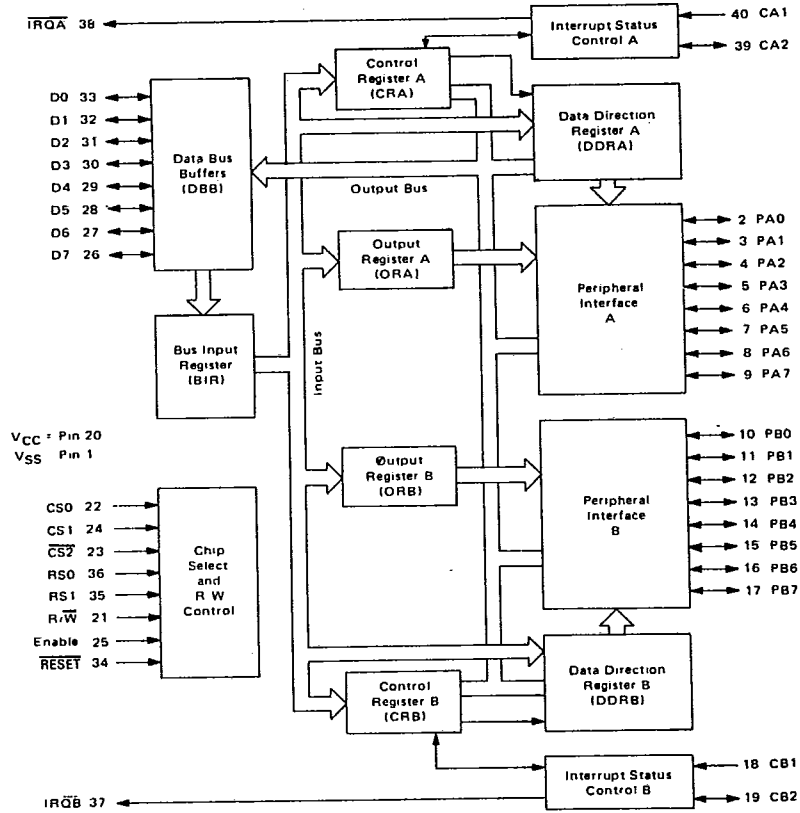 IRQA 38
Interrupt Status
Control A
40 CA1
39 CA2
Control
Register A
(CRA)
D0 33
D1 32
D2 31
D3 30
D4 29
D5 28
D6 27
D7 26
Data Bus
Buffers
(DBB)
Data Direction
Register A
(DDRA)
Output Bus
Output
Register A
(ORA)
Peripheral
Interface
A
2 PA0
3 PA1
4 PA2
5 PA3
6 PA4
7 PA5
8 PA6
9 PA7
Bus Input
Register
(BIR)
Input Bus
VCC = Pin 20
VSS Pin 1
Output
Register B
(ORB)
Peripheral
Interface
B
10 PB0
11 PB1
12 PB2
13 PB3
14 PB4
15 PB5
16 PB6
17 PB7
CS0 22
CS1 24
CS2 23
RS0 36
RS1 35
R/W 21
Enable 25
RESET 34
Chip
Select
and
R W
Control
Control
Register B
(CRB)
Data Direction
Register B
(DDRB)
Interrupt Status
Control B
18 CB1
19 CB2
IRQB 37